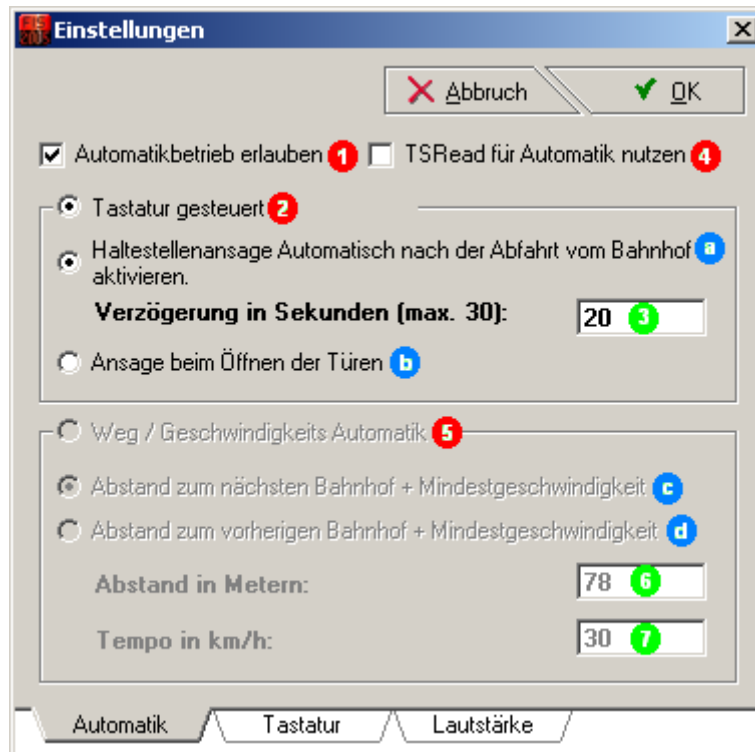 Einstellungen
Abbruch OK
Automatikbetrieb erlauben 1 TSRead für Automatik nutzen 4
Tastatur gesteuert 2
Haltestellenansage Automatisch nach der Abfahrt vom Bahnhof a
aktivieren.
Verzögerung in Sekunden (max. 30): 20 3
Ansage beim Öffnen der Türen b
Weg / Geschwindigkeits Automatik 5
Abstand zum nächsten Bahnhof + Mindestgeschwindigkeit c
Abstand zum vorherigen Bahnhof + Mindestgeschwindigkeit d
Abstand in Metern: 78 6
Tempo in km/h: 30 7
Automatik Tastatur Lautstärke